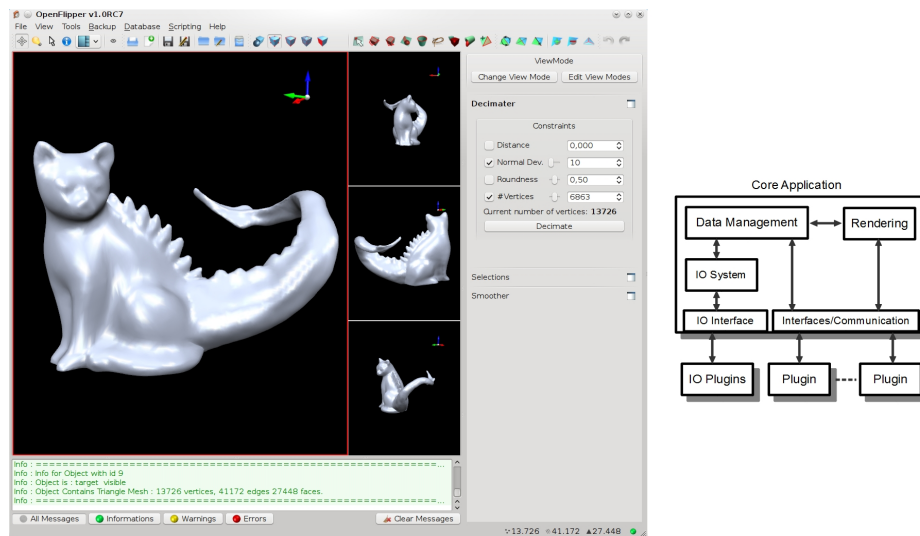 OpenFlipper v1.0RC7
File View Tools Backup Database Scripting Help
ViewMode
Change View Mode Edit View Modes
Decimater
Constraints
Distance 0,000
Normal Dev. 10
Roundness 0,50
#Vertices 6863
Current number of vertices: 13726
Decimate
Selections
Smoother
Info : ==================================================================...
Info : Info for Object with id 9
Info : Object is : target visible
Info : Object Contains Triangle Mesh : 13726 vertices, 41172 edges 27448 faces.
Info : ==================================================================...
All Messages Informations Warnings Errors Clear Messages
13.726 41.172 27.448
Core Application
Data Management Rendering
IO System
IO Interface Interfaces/Communication
IO Plugins Plugin Plugin